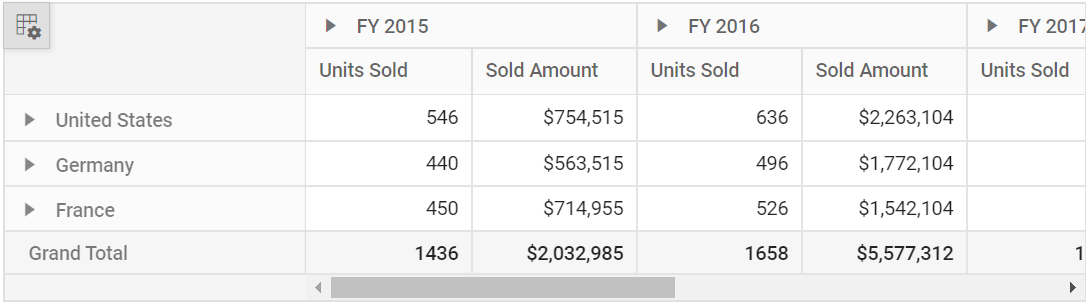 FY 2015 FY 2016 FY 2017
Units Sold Sold Amount Units Sold Sold Amount Units Sold
United States 546 $754,515 636 $2,263,104
Germany 440 $563,515 496 $1,772,104
France 450 $714,955 526 $1,542,104
Grand Total 1436 $2,032,985 1658 $5,577,312 1